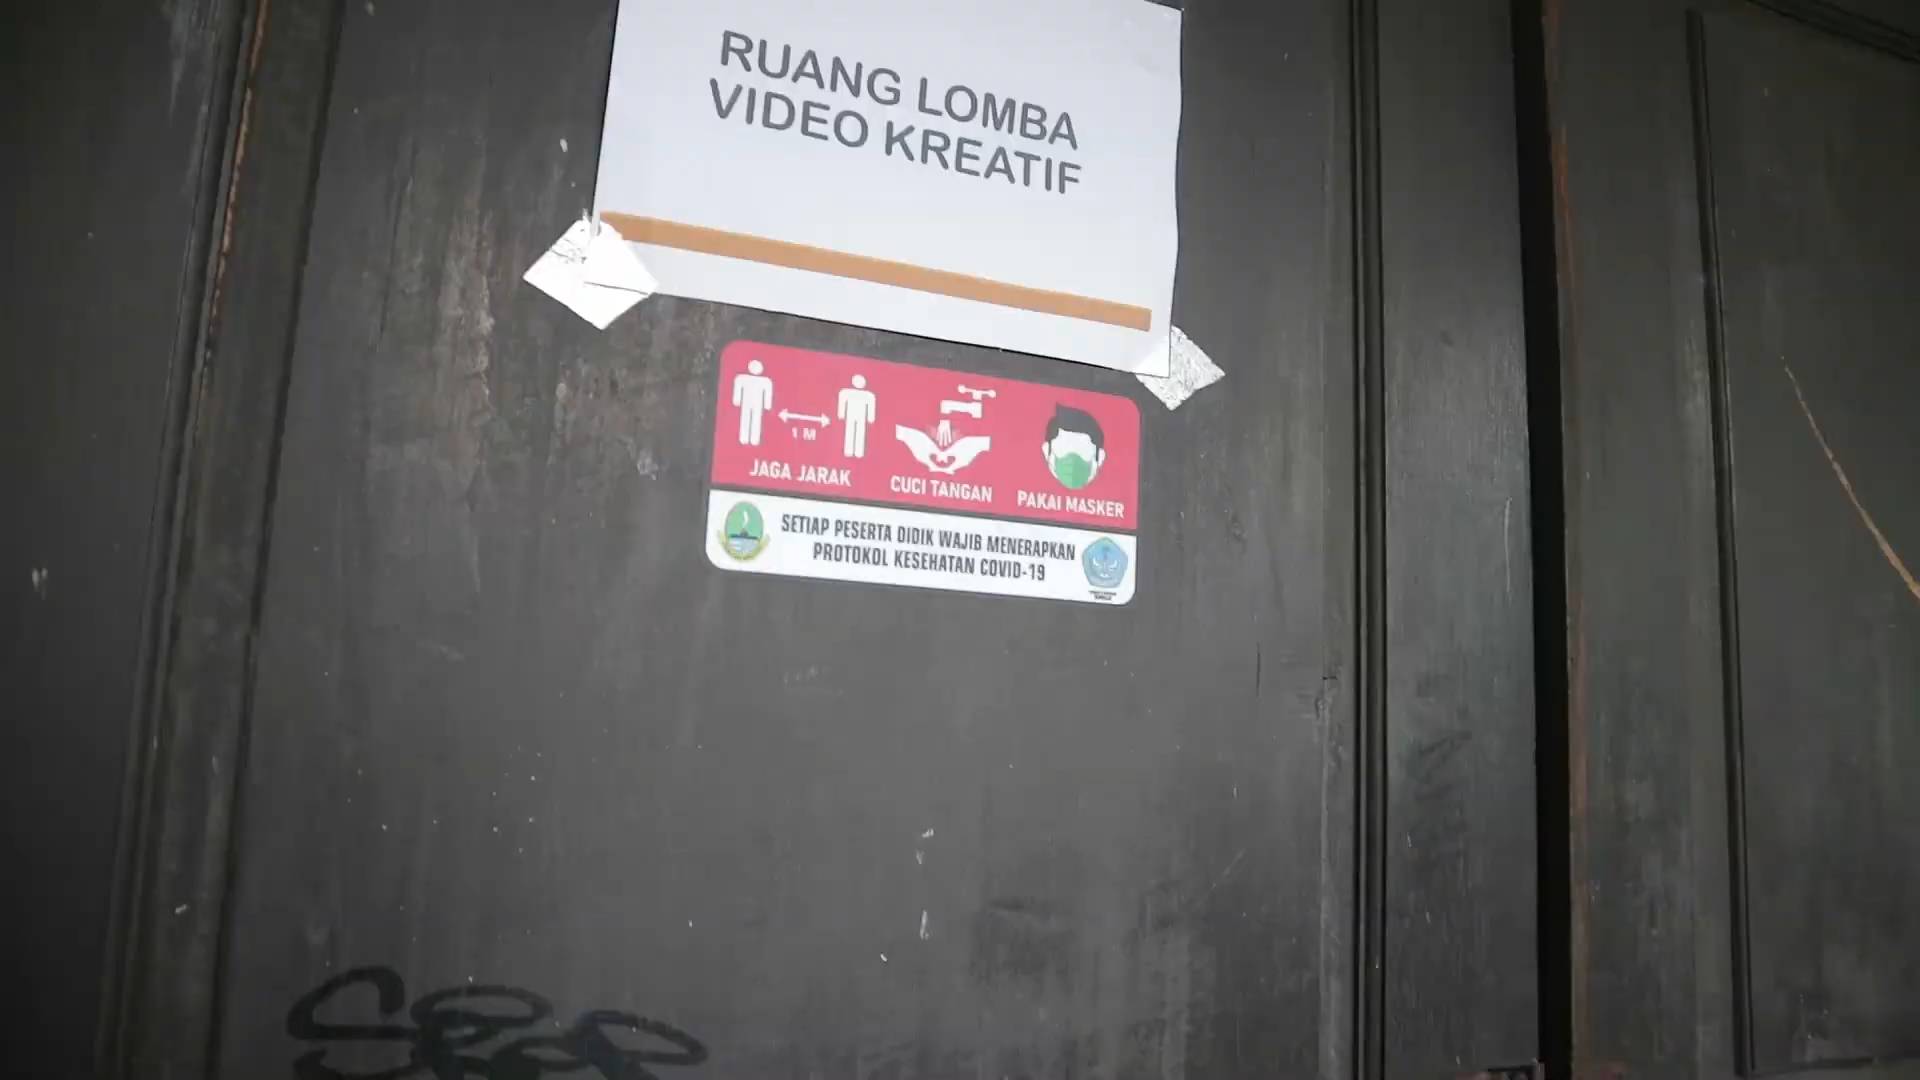 RUANG LOMBA
VIDEO KREATIF
1 M
JAGA JARAK
CUCI TANGAN
PAKAI MASKER
SETIAP PESERTA DIDIK WAJIB MENERAPKAN
PROTOKOL KESEHATAN COVID-19